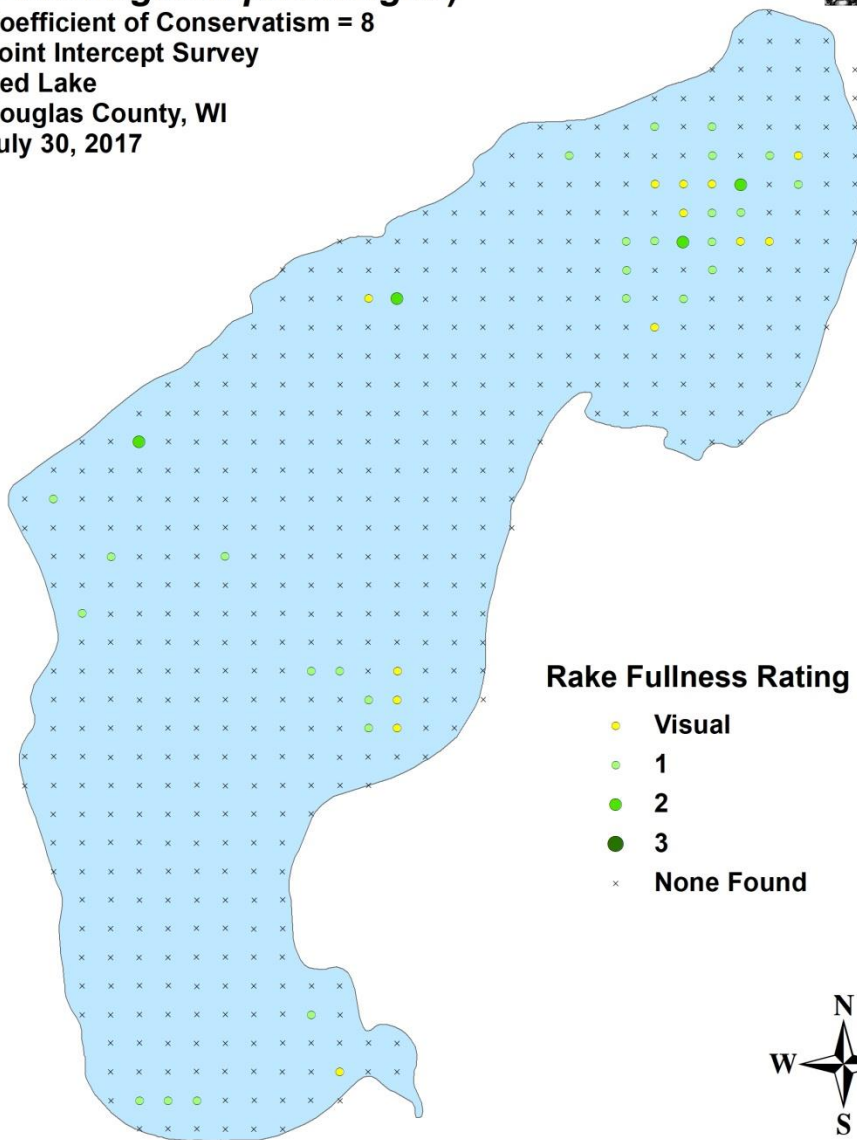 oefficient of Conservatism = 8
oint Intercept Survey
ed Lake
ouglas County, WI
uly 30, 2017
Rake Fullness Rating
Visual
1
2
3
None Found
N
W
S